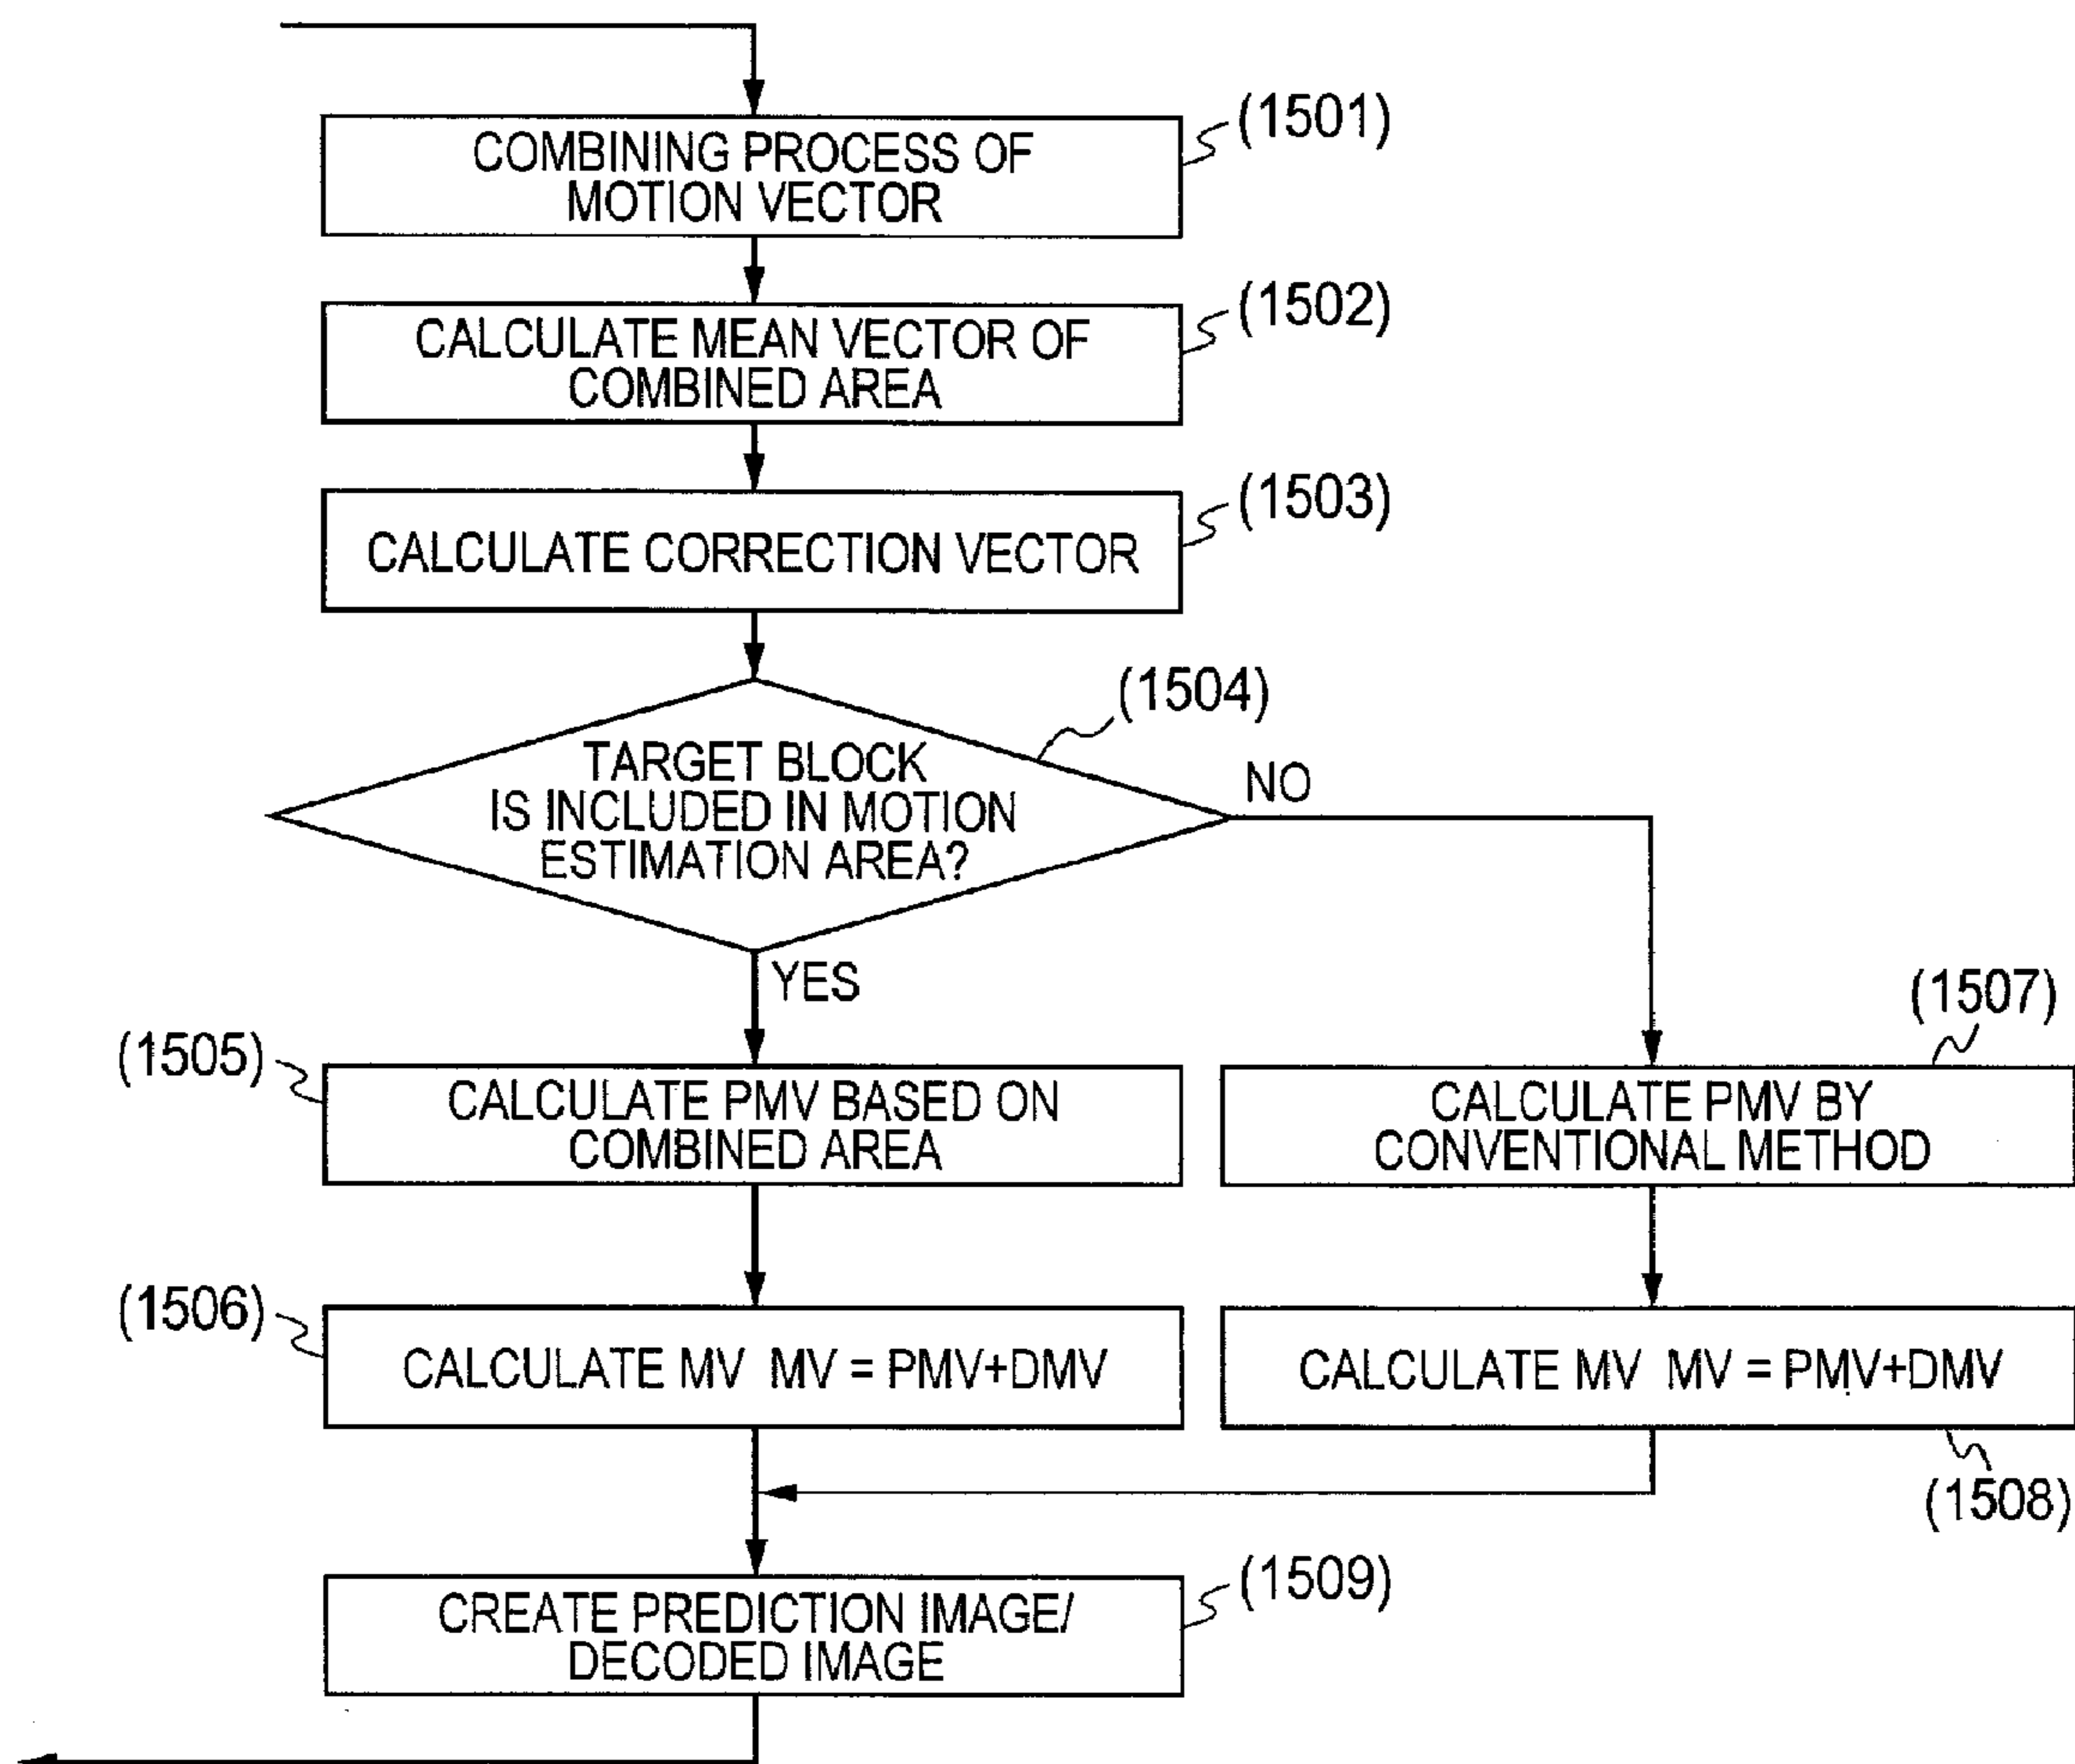 (1501)
COMBINING PROCESS OF
MOTION VECTOR
(1502)
CALCULATE MEAN VECTOR OF
COMBINED AREA
(1503)
CALCULATE CORRECTION VECTOR
(1504)
TARGET BLOCK
IS INCLUDED IN MOTION
ESTIMATION AREA?
NO
YES
(1505)
CALCULATE PMV BASED ON
COMBINED AREA
(1507)
CALCULATE PMV BY
CONVENTIONAL METHOD
(1506)
CALCULATE MV MV = PMV+DMV
CALCULATE MV MV = PMV+DMV
(1508)
(1509)
CREATE PREDICTION IMAGE/
DECODED IMAGE